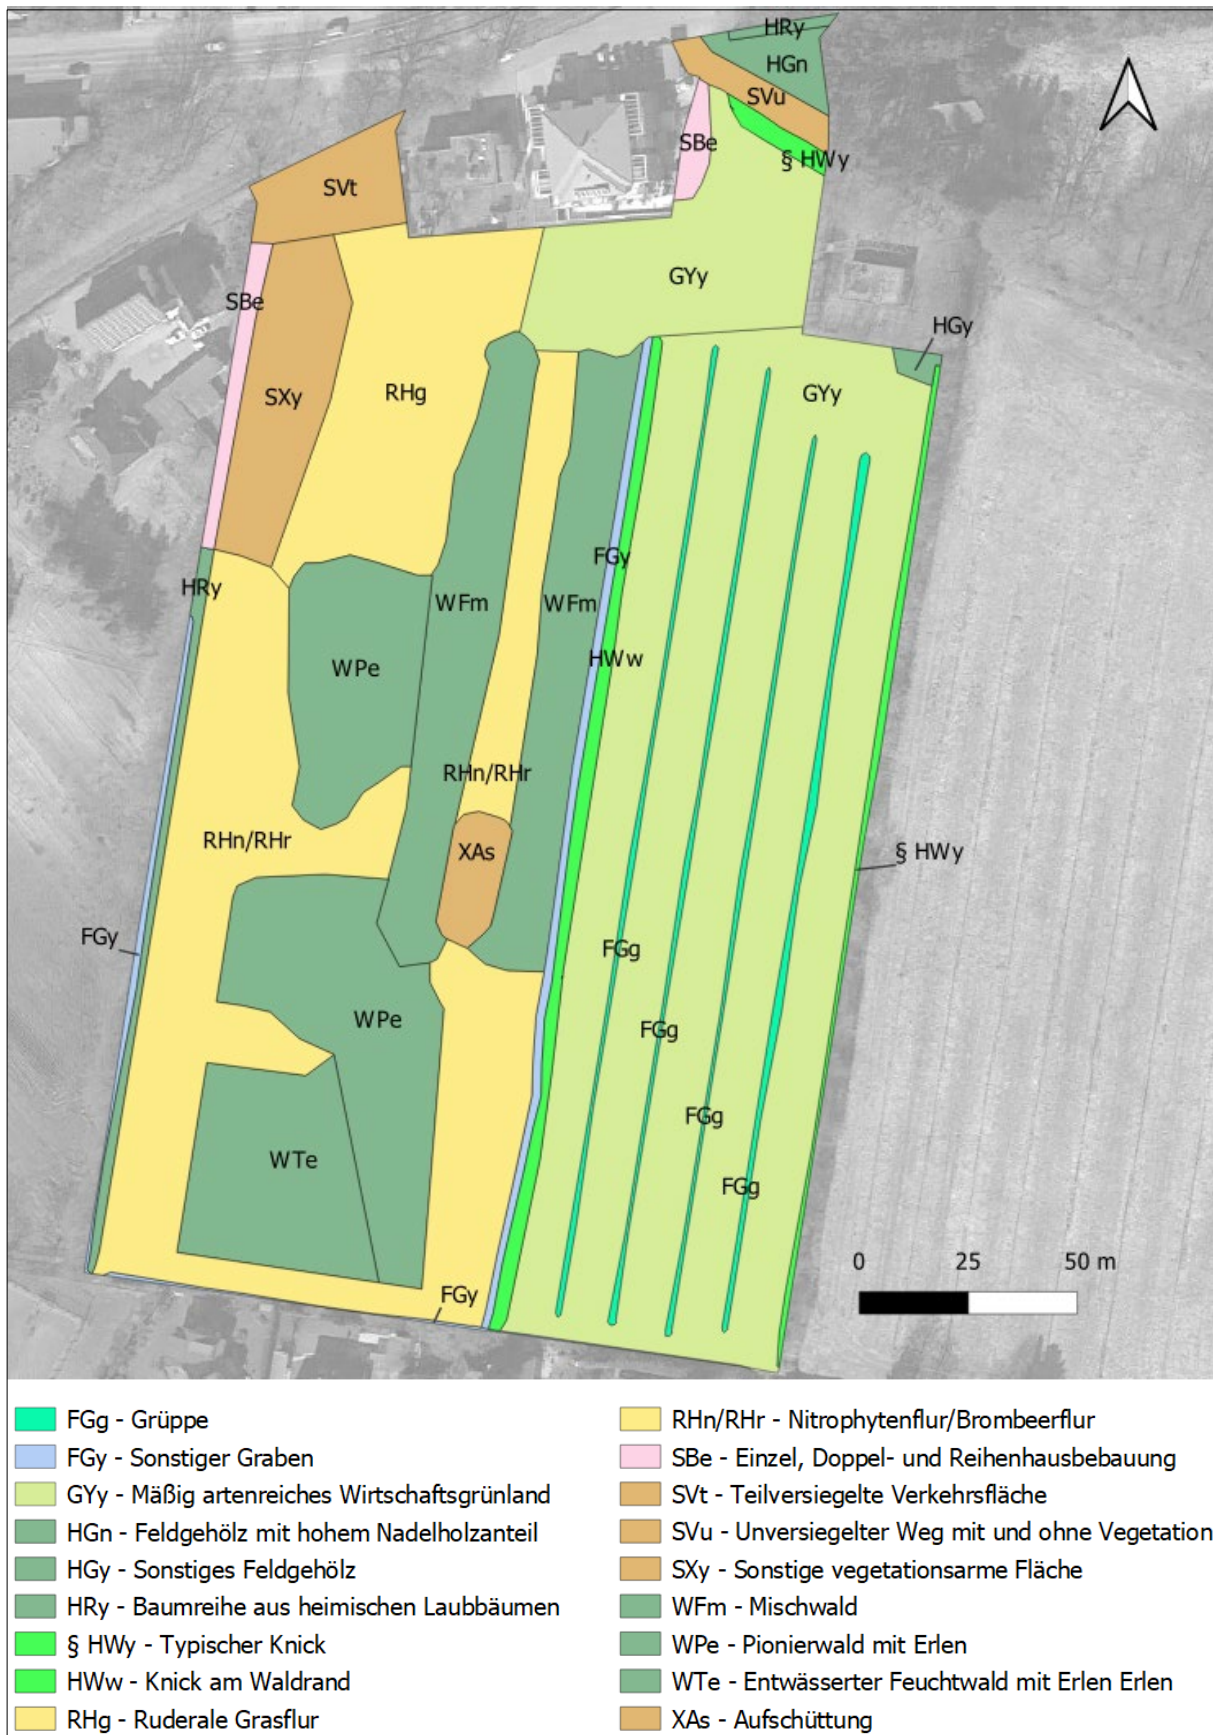 HRy
HGn
SVu
SBe
§ HWy
SVt
GYy
SBe
HGy
SXy
RHg
GYy
FGy
HRy
WFm
WFm
WPe
HWw
RHn/RHr
RHn/RHr
XAs
§ HWy
FGy
FGg
WPe
FGg
FGg
WTe
FGg
0 25 50 m
FGy
FGg - Grüppe
FGy - Sonstiger Graben
GYy - Mäßig artenreiches Wirtschaftsgrünland
HGn - Feldgehölz mit hohem Nadelholzanteil
HGy - Sonstiges Feldgehölz
HRy - Baumreihe aus heimischen Laubbäumen
§ HWy - Typischer Knick
HWw - Knick am Waldrand
RHg - Ruderale Grasflur
RHn/RHr - Nitrophytenflur/Brombeerflur
SBe - Einzel, Doppel- und Reihenhausbebauung
SVt - Teilversiegelte Verkehrsfläche
SVu - Unversiegelter Weg mit und ohne Vegetation
SXy - Sonstige vegetationsarme Fläche
WFm - Mischwald
WPe - Pionierwald mit Erlen
WTe - Entwässerter Feuchtwald mit Erlen Erlen
XAs - Aufschüttung